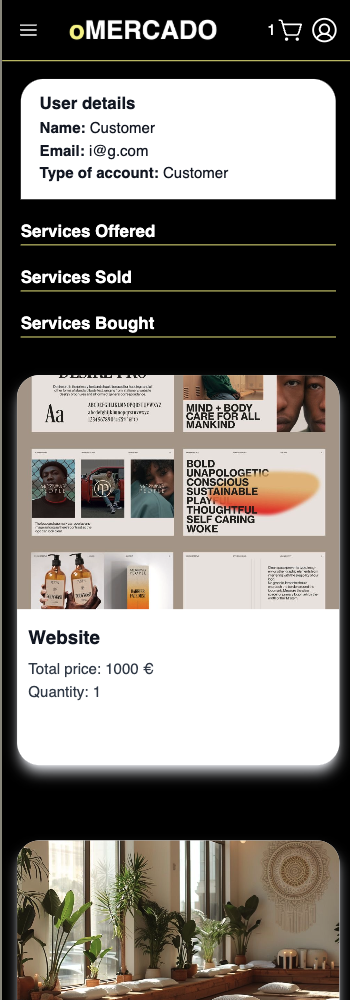 oMERCADO
1
User details
Name: Customer
Email: i@g.com
Type of account: Customer
Services Offered
Services Sold
Services Bought
DESIRE PRO
Aa
MIND + BODY
CARE FOR ALL
MANKIND
BOLD
UNAPOLOGETIC
CONSCIOUS
SUSTAINABLE
PLAYFUL
THOUGHTFUL
SELF CARING
WOKE
Website
Total price: 1000 €
Quantity: 1